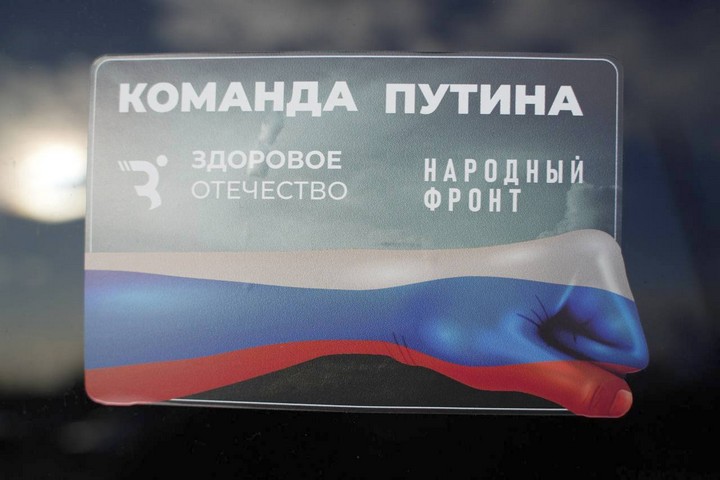 КОМАНДА ПУТИНА
ЗДОРОВОЕ
ОТЕЧЕСТВО
НАРОДНЫЙ
ФРОНТ